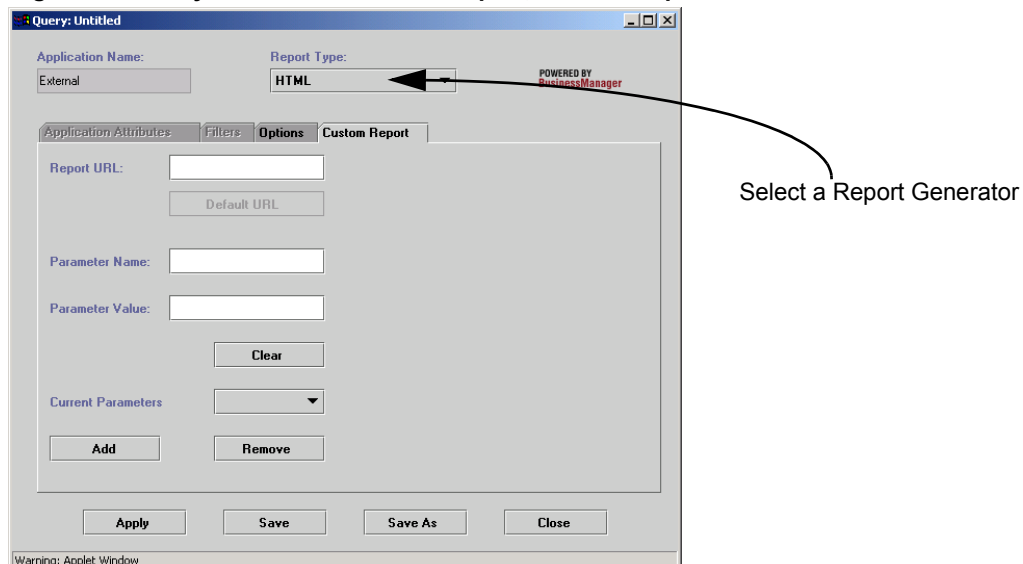 Query: Untitled
Application Name:
Report Type:
External
HTML
POWERED BY
BusinessManager
Application Attributes
Filters
Options
Custom Report
Report URL:
Default URL
Select a Report Generator
Parameter Name:
Parameter Value:
Clear
Current Parameters
Add
Remove
Apply
Save
Save As
Close
Warning: Applet Window